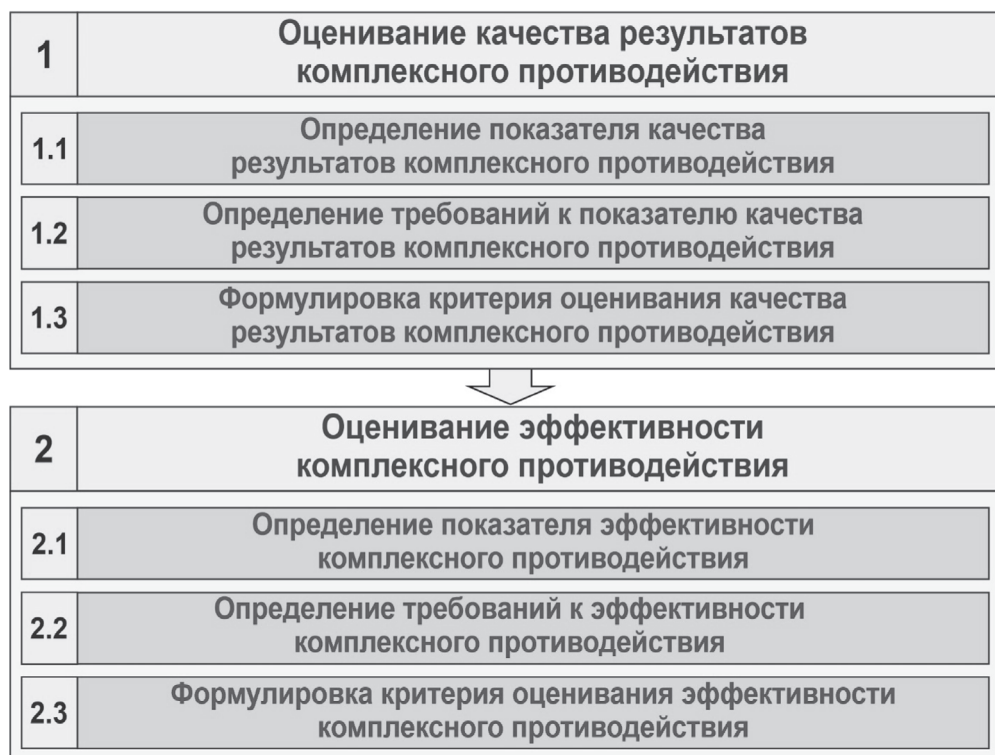 1
Оценивание качества результатов
комплексного противодействия
1.1
Определение показателя качества
результатов комплексного противодействия
1.2
Определение требований к показателю качества
результатов комплексного противодействия
1.3
Формулировка критерия оценивания качества
результатов комплексного противодействия
2
Оценивание эффективности
комплексного противодействия
2.1
Определение показателя эффективности
комплексного противодействия
2.2
Определение требований к эффективности
комплексного противодействия
2.3
Формулировка критерия оценивания эффективности
комплексного противодействия